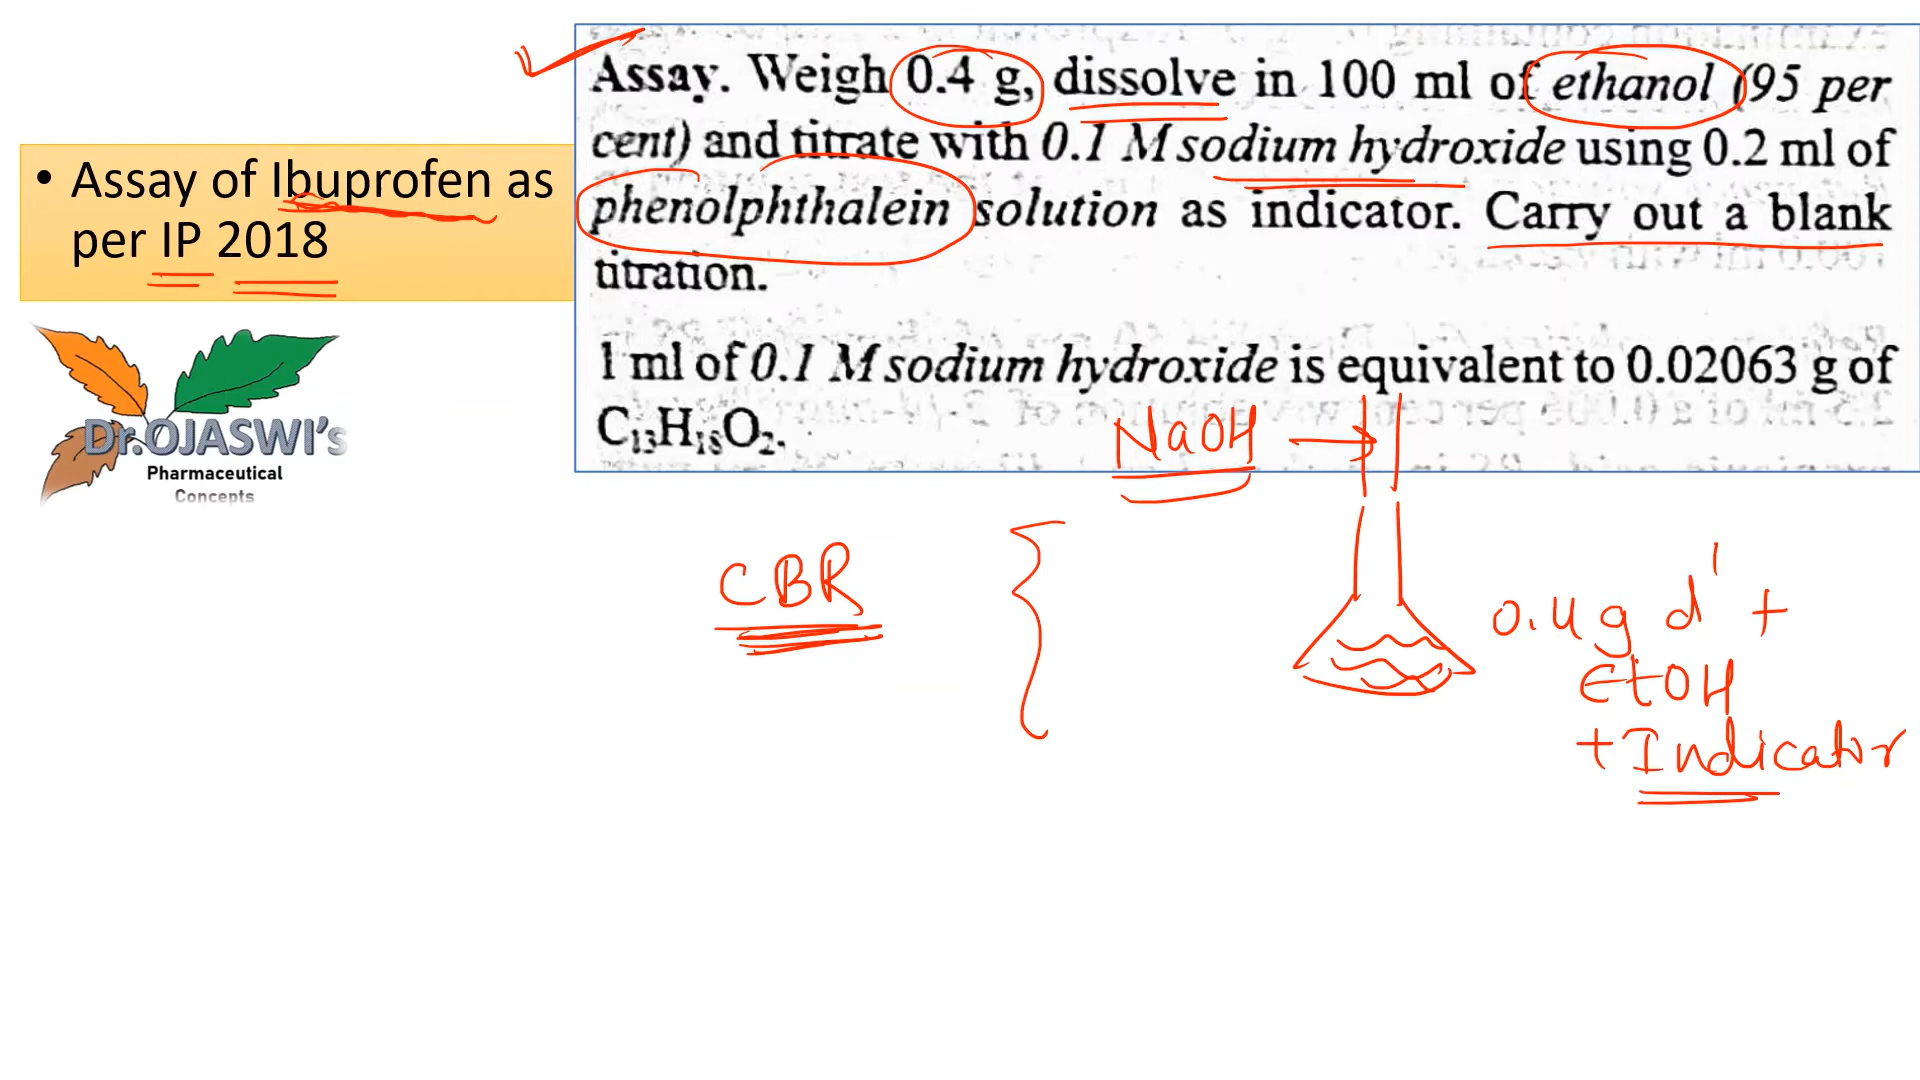 Assay. Weigh 0.4 g, dissolve in 100 ml of ethanol (95 per
cent) and titrate with 0.1 M sodium hydroxide using 0.2 ml of
phenolphthalein solution as indicator. Carry out a blank
titration.
1 ml of 0.1 M sodium hydroxide is equivalent to 0.02063 g of
C₁₃H₁₈O₂.
• Assay of Ibuprofen as
per IP 2018
Dr.OJASWI's
Pharmaceutical
Concepts
NaOH
CBR
0.4g d' +
EtOH
+ Indicator